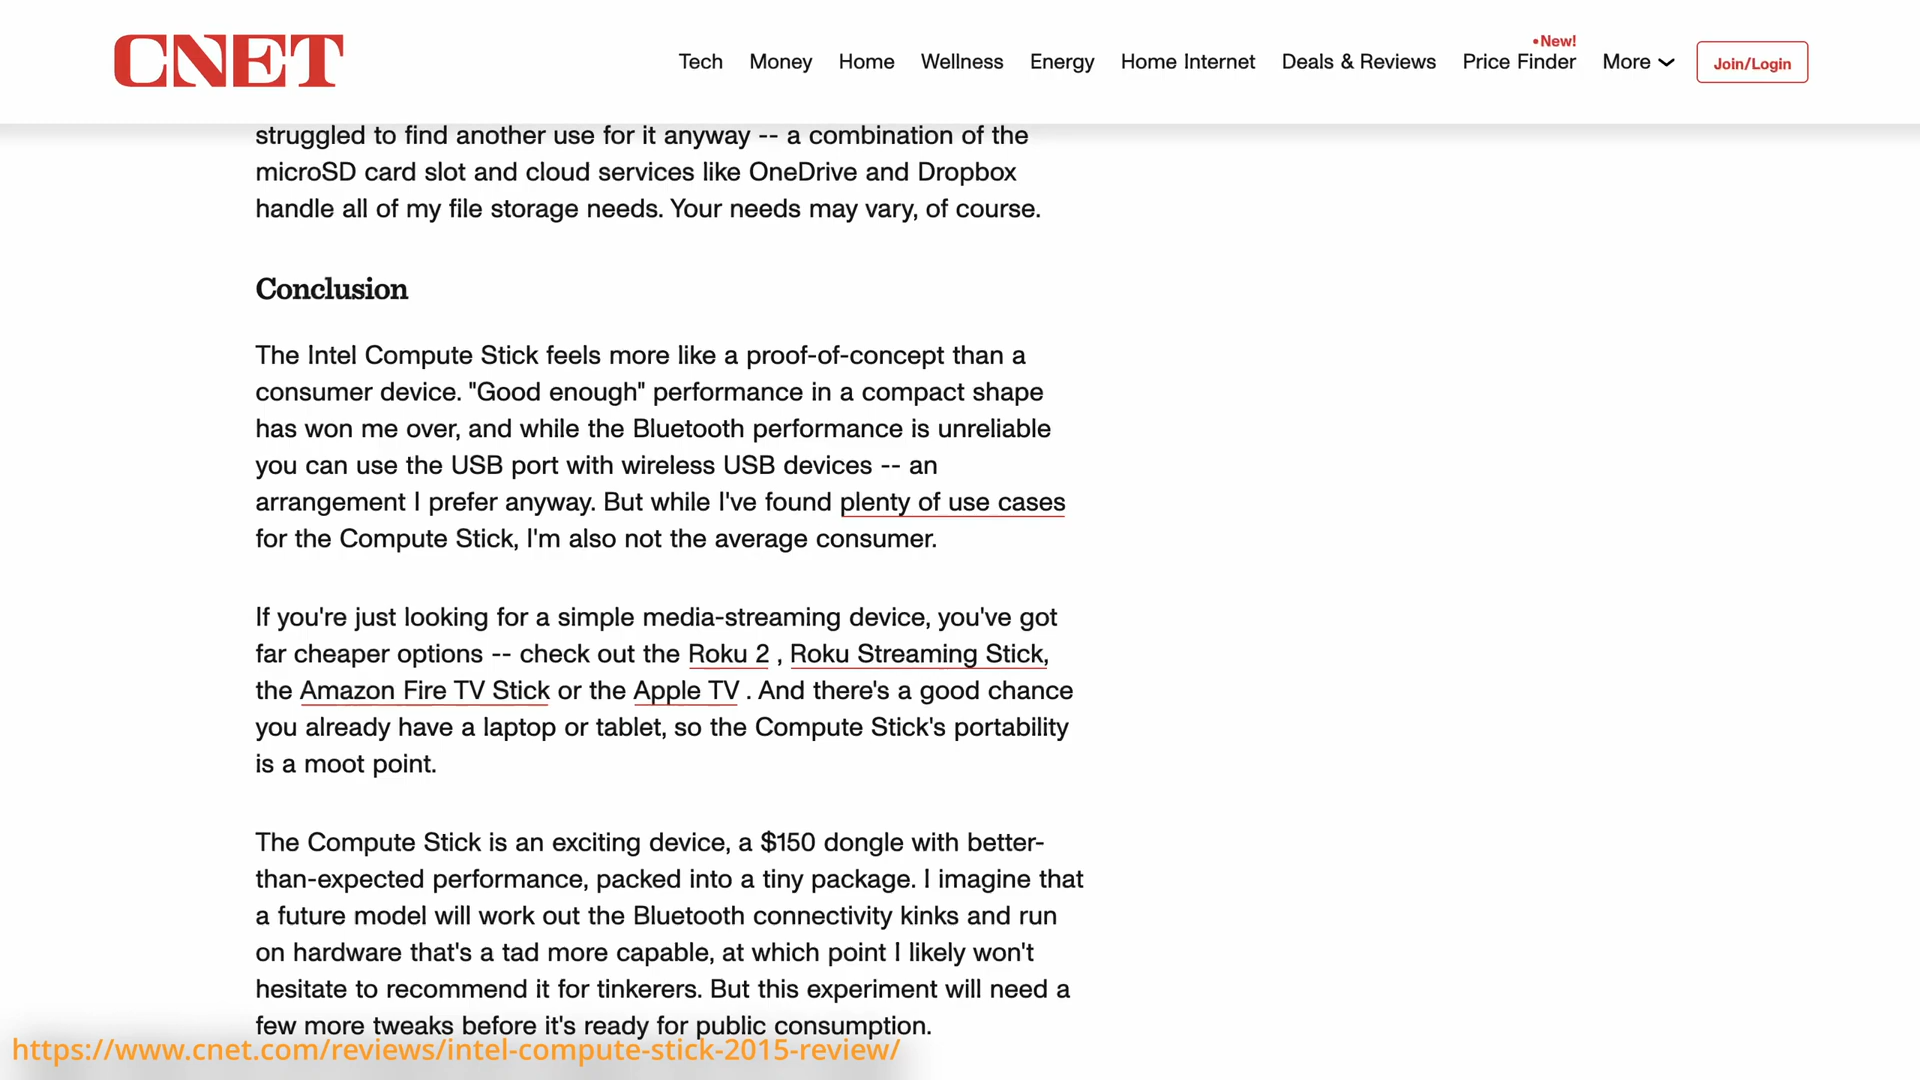 CNET
Tech Money Home Wellness Energy Home Internet Deals & Reviews Price Finder •New! More Join/Login
struggled to find another use for it anyway -- a combination of the
microSD card slot and cloud services like OneDrive and Dropbox
handle all of my file storage needs. Your needs may vary, of course.
Conclusion
The Intel Compute Stick feels more like a proof-of-concept than a
consumer device. "Good enough" performance in a compact shape
has won me over, and while the Bluetooth performance is unreliable
you can use the USB port with wireless USB devices -- an
arrangement I prefer anyway. But while I've found plenty of use cases
for the Compute Stick, I'm also not the average consumer.
If you're just looking for a simple media-streaming device, you've got
far cheaper options -- check out the Roku 2 , Roku Streaming Stick,
the Amazon Fire TV Stick or the Apple TV . And there's a good chance
you already have a laptop or tablet, so the Compute Stick's portability
is a moot point.
The Compute Stick is an exciting device, a $150 dongle with better-
than-expected performance, packed into a tiny package. I imagine that
a future model will work out the Bluetooth connectivity kinks and run
on hardware that's a tad more capable, at which point I likely won't
hesitate to recommend it for tinkerers. But this experiment will need a
few more tweaks before it's ready for public consumption.
https://www.cnet.com/reviews/intel-compute-stick-2015-review/